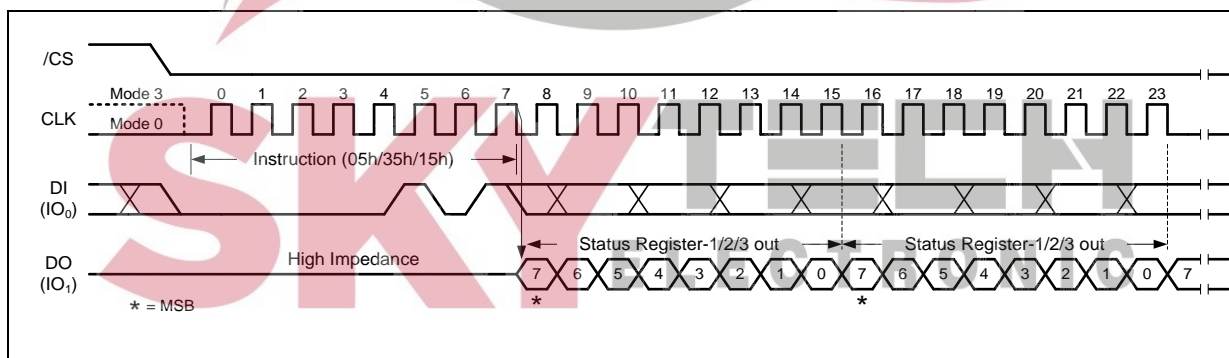 /CS
Mode 3
0 1 2 3 4 5 6 7 8 9 10 11 12 13 14 15 16 17 18 19 20 21 22 23
CLK
Mode 0
Instruction (05h/35h/15h)
DI
(IO₀)
Status Register-1/2/3 out
Status Register-1/2/3 out
High Impedance
DO
(IO₁)
7 6 5 4 3 2 1 0 7 6 5 4 3 2 1 0 7
* *
* = MSB
SKY TECH
ELECTRONIC